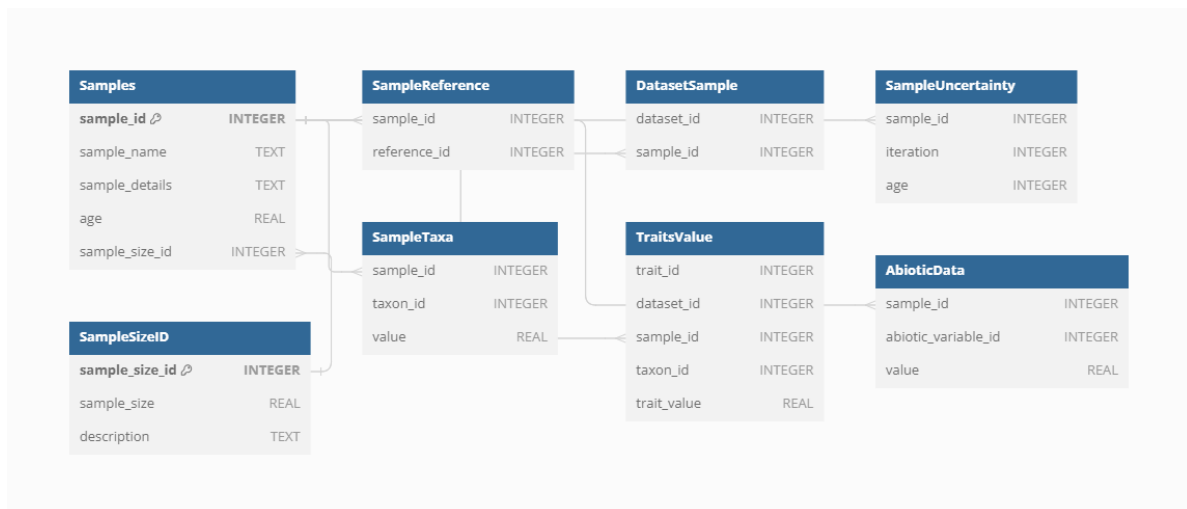 Samples
sample_id INTEGER
sample_name TEXT
sample_details TEXT
age REAL
sample_size_id INTEGER
SampleSizeID
sample_size_id INTEGER
sample_size REAL
description TEXT
SampleReference
sample_id INTEGER
reference_id INTEGER
SampleTaxa
sample_id INTEGER
taxon_id INTEGER
value REAL
DatasetSample
dataset_id INTEGER
sample_id INTEGER
TraitsValue
trait_id INTEGER
dataset_id INTEGER
sample_id INTEGER
taxon_id INTEGER
trait_value REAL
SampleUncertainty
sample_id INTEGER
iteration INTEGER
age INTEGER
AbioticData
sample_id INTEGER
abiotic_variable_id INTEGER
value REAL